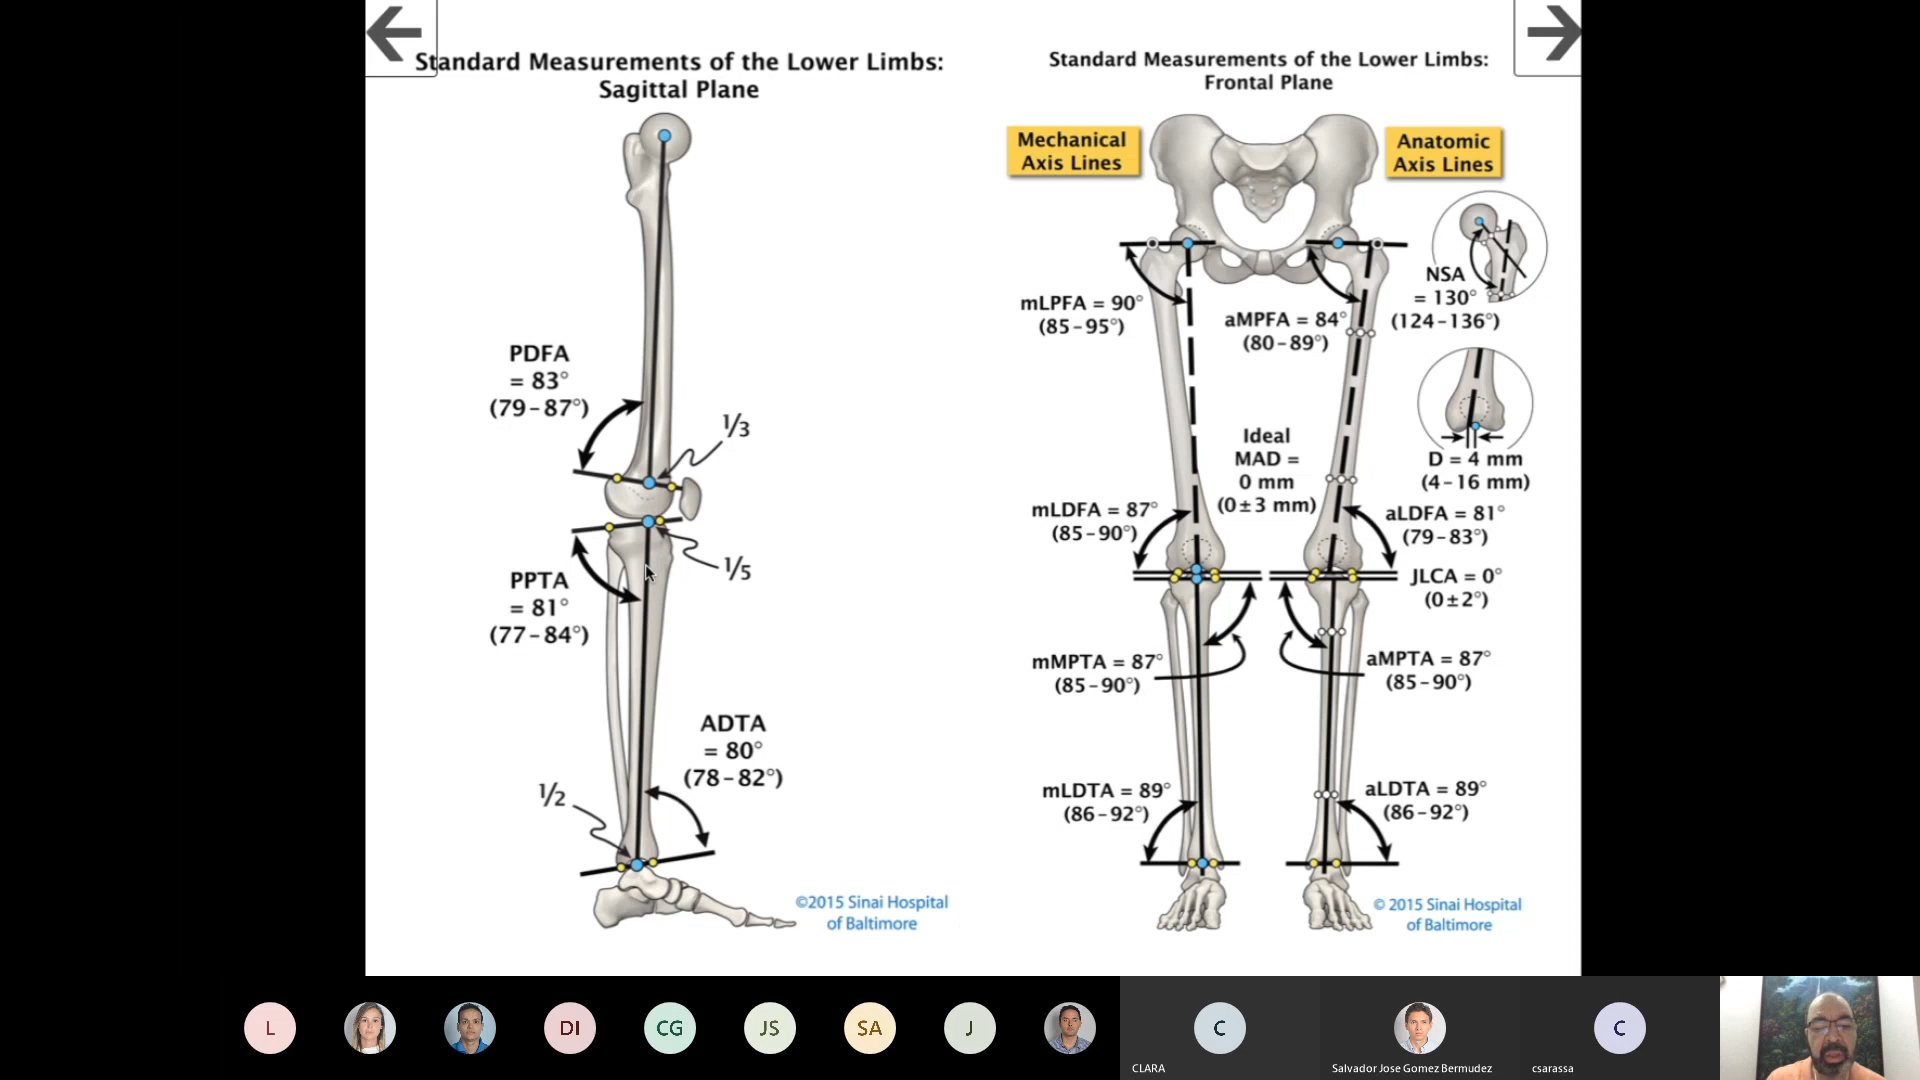 Standard Measurements of the Lower Limbs:
Sagittal Plane
PDFA
= 83°
(79–87°)
1/3
1/5
PPTA
= 81°
(77–84°)
ADTA
= 80°
(78–82°)
1/2
©2015 Sinai Hospital
of Baltimore
Standard Measurements of the Lower Limbs:
Frontal Plane
Mechanical
Axis Lines
Anatomic
Axis Lines
mLPFA = 90°
(85–95°)
aMPFA = 84°
(80–89°)
NSA
= 130°
(124–136°)
Ideal
MAD =
0 mm
(0±3 mm)
D = 4 mm
(4–16 mm)
mLDFA = 87°
(85–90°)
aLDFA = 81°
(79–83°)
JLCA = 0°
(0±2°)
mMPTA = 87°
(85–90°)
aMPTA = 87°
(85–90°)
mLDTA = 89°
(86–92°)
aLDTA = 89°
(86–92°)
© 2015 Sinai Hospital
of Baltimore
L
DI
CG
JS
SA
J
C
CLARA
Salvador Jose Gomez Bermudez
C
csarassa